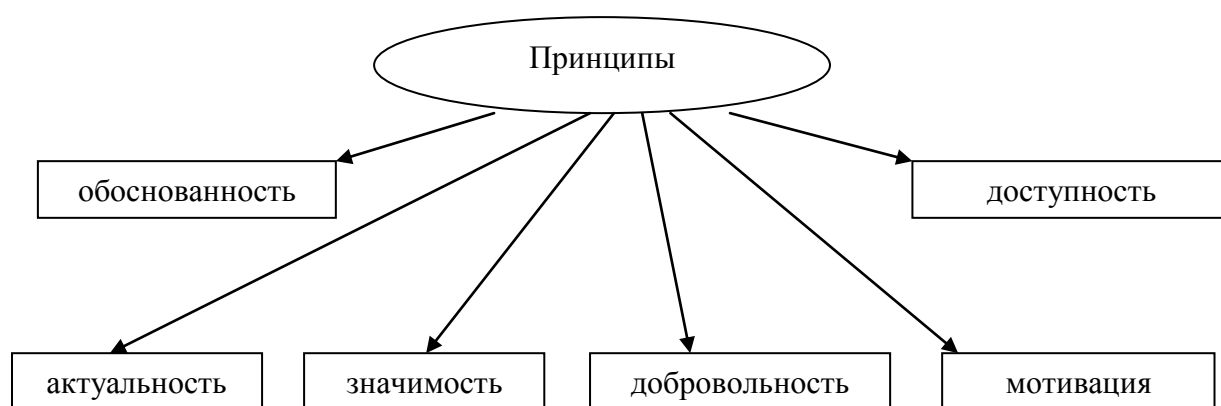 Принципы
обоснованность
доступность
актуальность
значимость
добровольность
мотивация